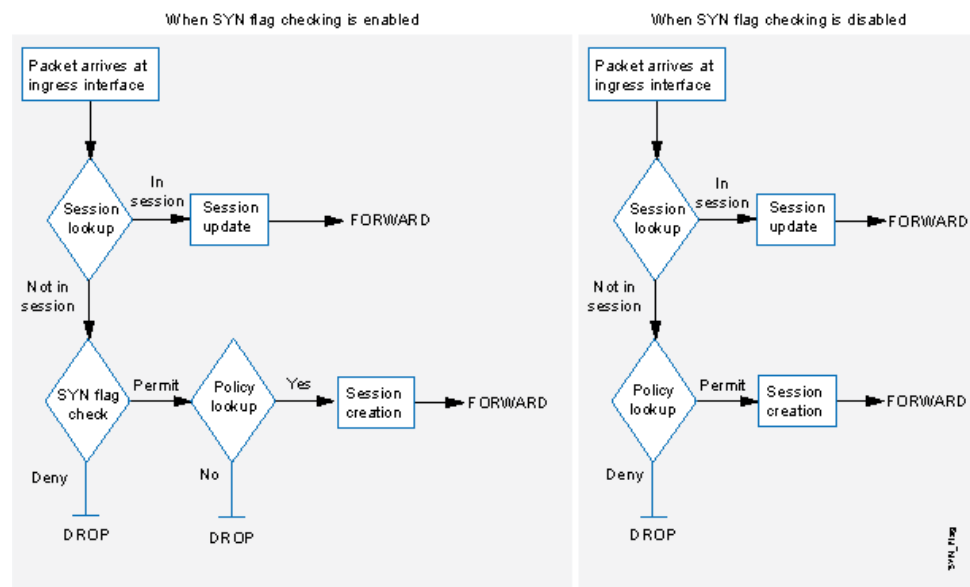 When SYN flag checking is enabled
Packet arrives at
ingress interface
Session
lookup
In
session
Session
update
FORWARD
Not in
session
SYN flag
check
Permit
Policy
lookup
Yes
Session
creation
FORWARD
Deny
No
DROP
DROP
When SYN flag checking is disabled
Packet arrives at
ingress interface
Session
lookup
In
session
Session
update
FORWARD
Not in
session
Policy
lookup
Permit
Session
creation
FORWARD
Deny
DROP
SYN_flag